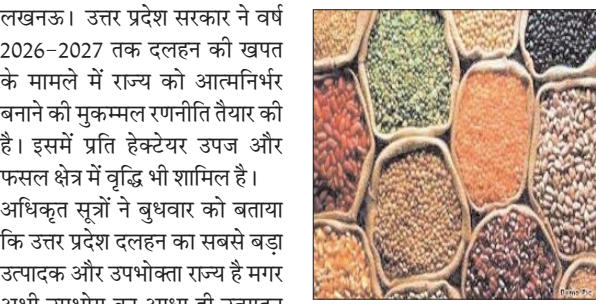 लखनऊ। उत्तर प्रदेश सरकार ने वर्ष
2026-2027 तक दलहन की खपत
के मामले में राज्य को आत्मनिर्भर
बनाने की मुकम्मल रणनीति तैयार की
है। इसमें प्रति हेक्टेयर उपज और
फसल क्षेत्र में वृद्धि भी शामिल है।
अधिकृत सूत्रों ने बुधवार को बताया
कि उत्तर प्रदेश दलहन का सबसे बड़ा
उत्पादक और उपभोक्ता राज्य है मगर
Demo Pic